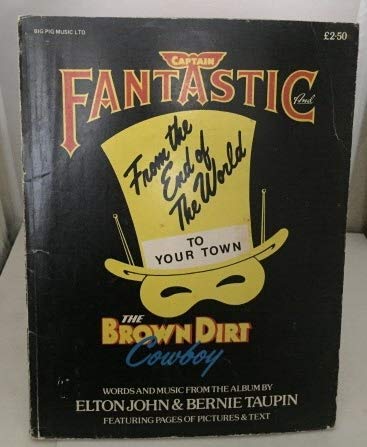 BIG PIG MUSIC LTD
£2·50
CAPTAIN
FANTASTIC And
From the
End of
The World
TO
YOUR TOWN
THE
BROWN DIRT
Cowboy
WORDS AND MUSIC FROM THE ALBUM BY
ELTON JOHN & BERNIE TAUPIN
FEATURING PAGES OF PICTURES & TEXT